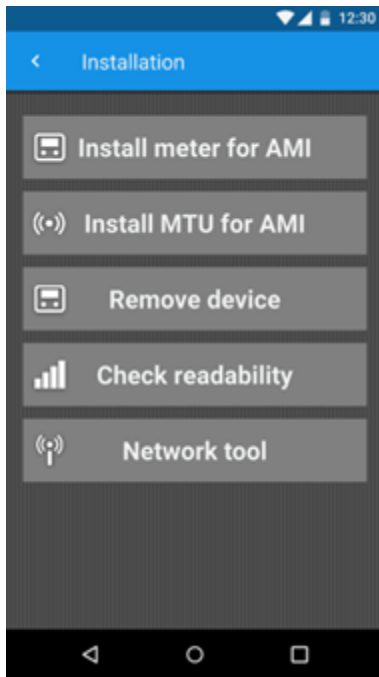 12:30
Installation
Install meter for AMI
Install MTU for AMI
Remove device
Check readability
Network tool